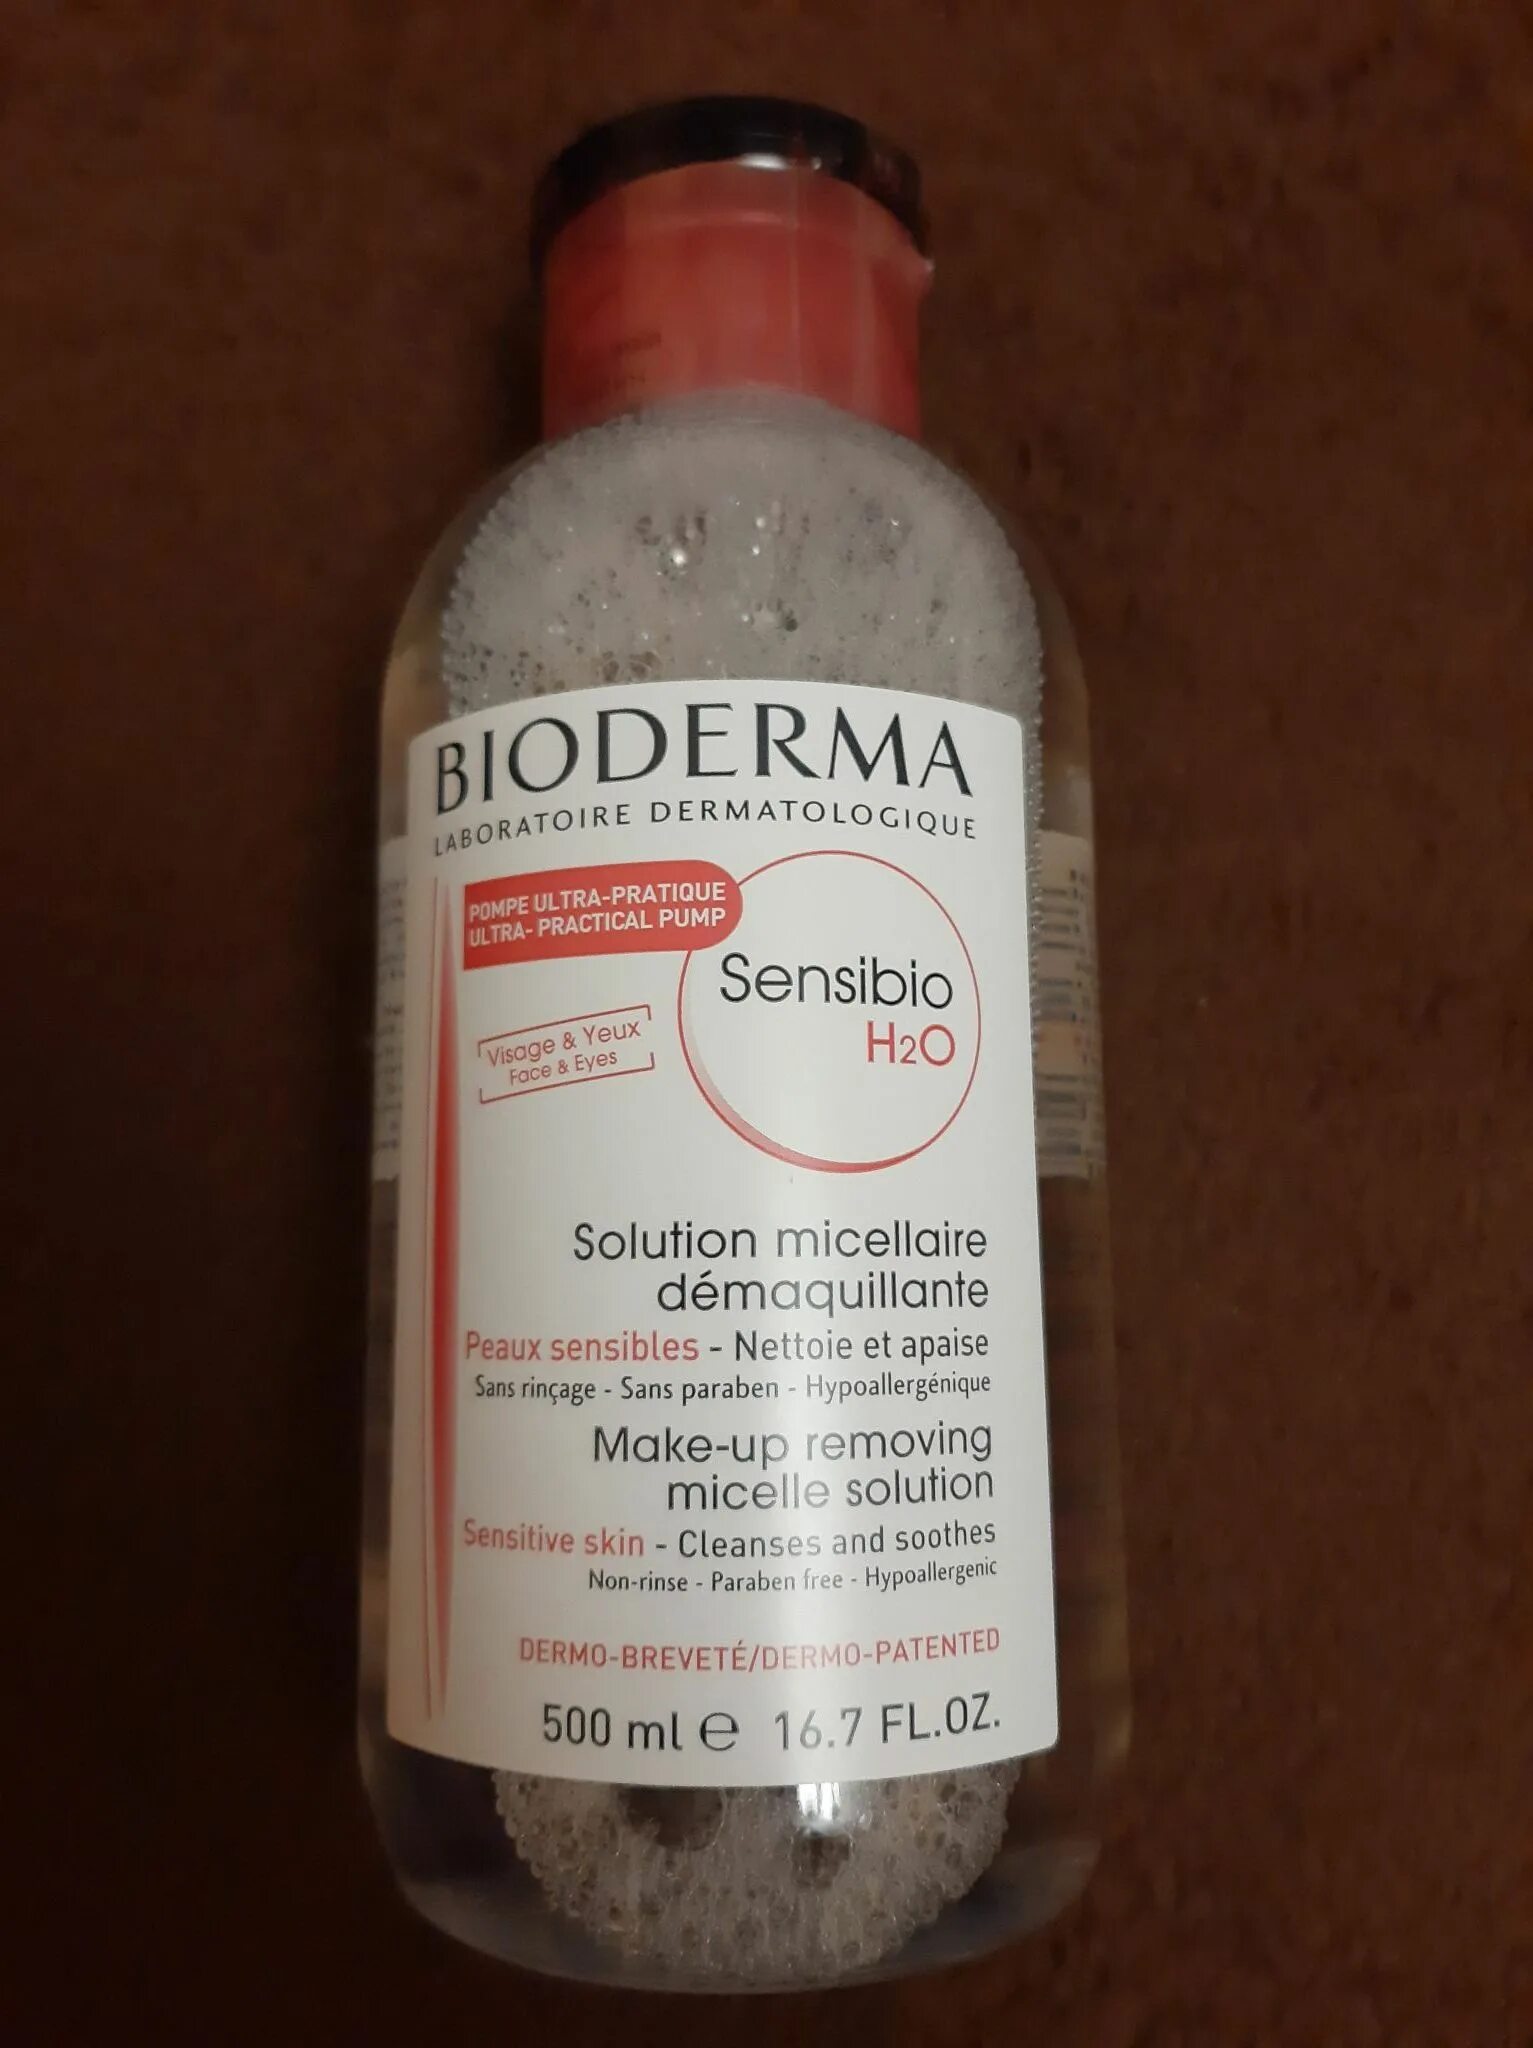 BIODERMA
LABORATOIRE DERMATOLOGIQUE
POMPE ULTRA-PRATIQUE
ULTRA- PRACTICAL PUMP
Sensibio
H2O
Visage & Yeux
Face & Eyes
Solution micellaire
démaquillante
Peaux sensibles - Nettoie et apaise
Sans rinçage - Sans paraben - Hypoallergénique
Make-up removing
micelle solution
Sensitive skin - Cleanses and soothes
Non-rinse - Paraben free - Hypoallergenic
DERMO-BREVETÉ/DERMO-PATENTED
500 ml ℮ 16.7 FL.OZ.